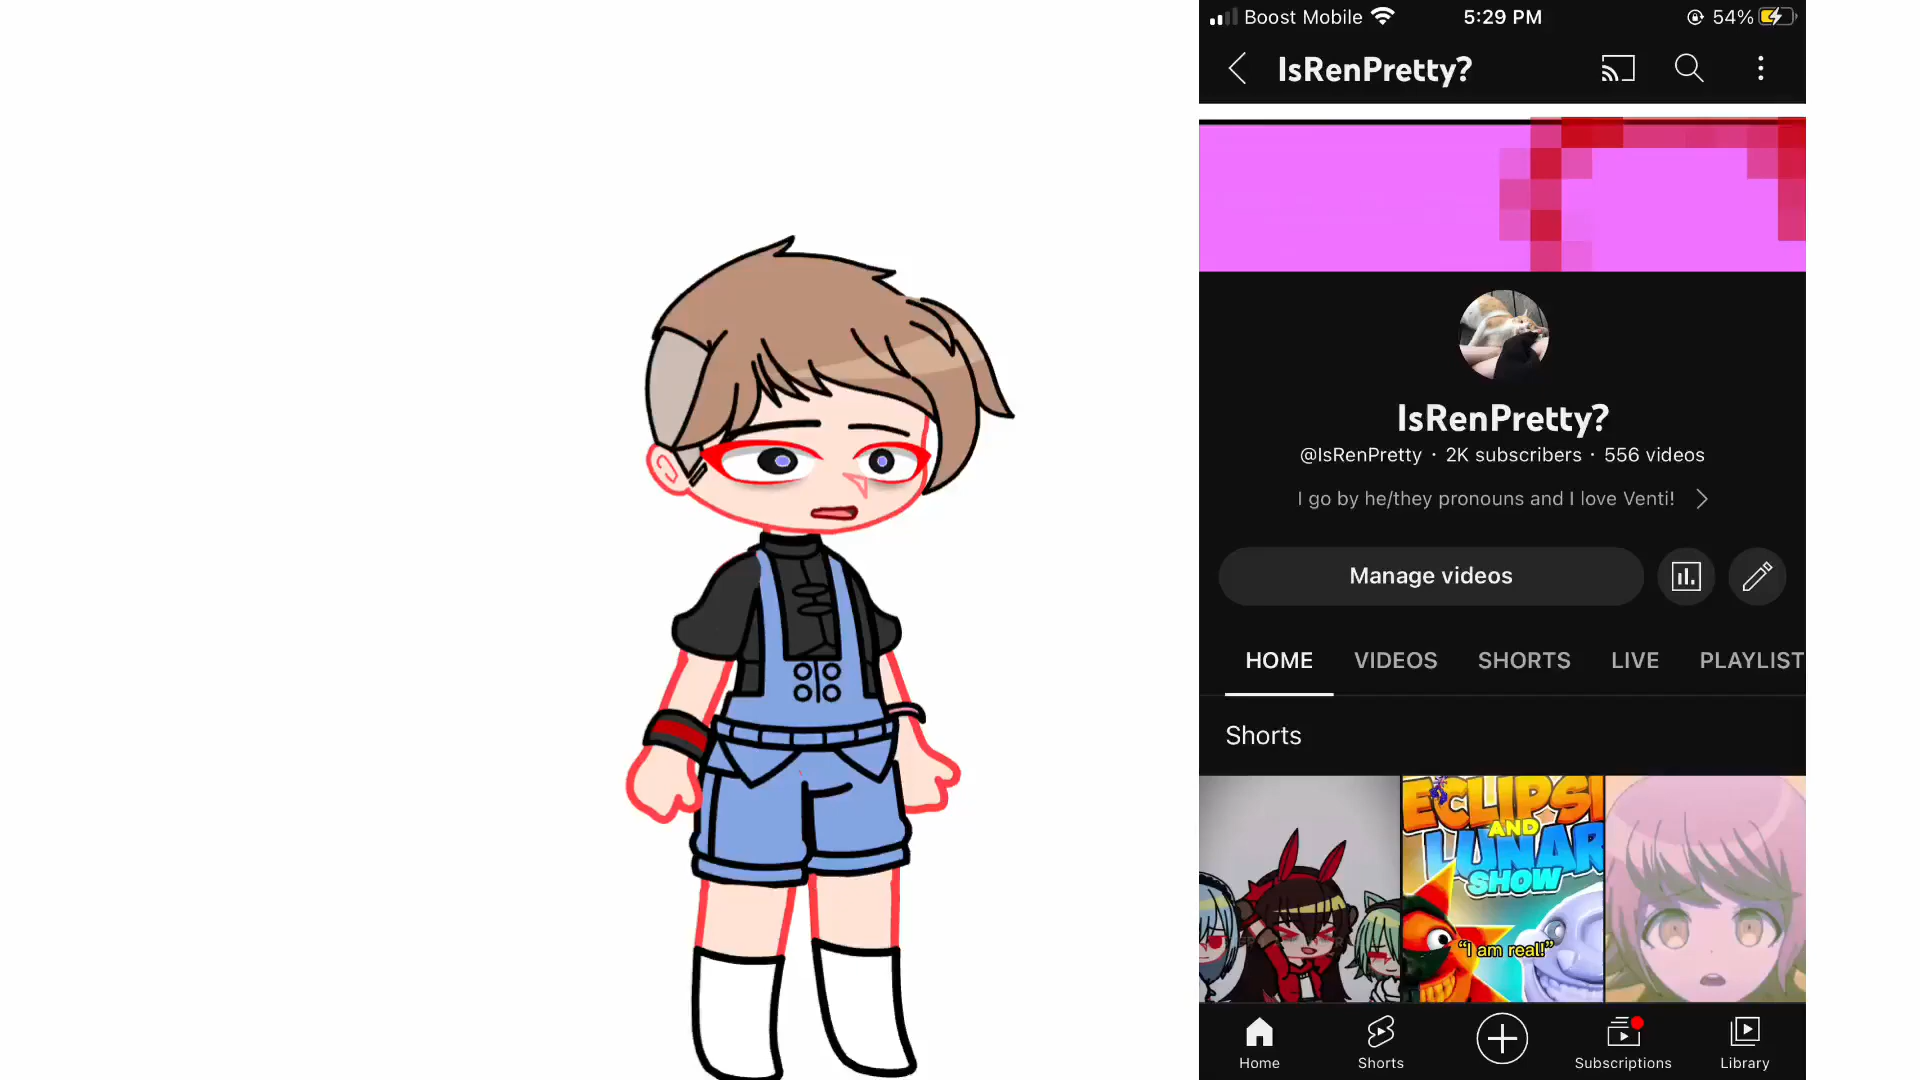 Boost Mobile
5:29 PM
54%
IsRenPretty?
IsRenPretty?
@IsRenPretty · 2K subscribers · 556 videos
I go by he/they pronouns and I love Venti!
Manage videos
HOME VIDEOS SHORTS LIVE PLAYLIST
Shorts
ECLIPSE
AND
LUNAR
SHOW
“I am real!”
Home Shorts Subscriptions Library